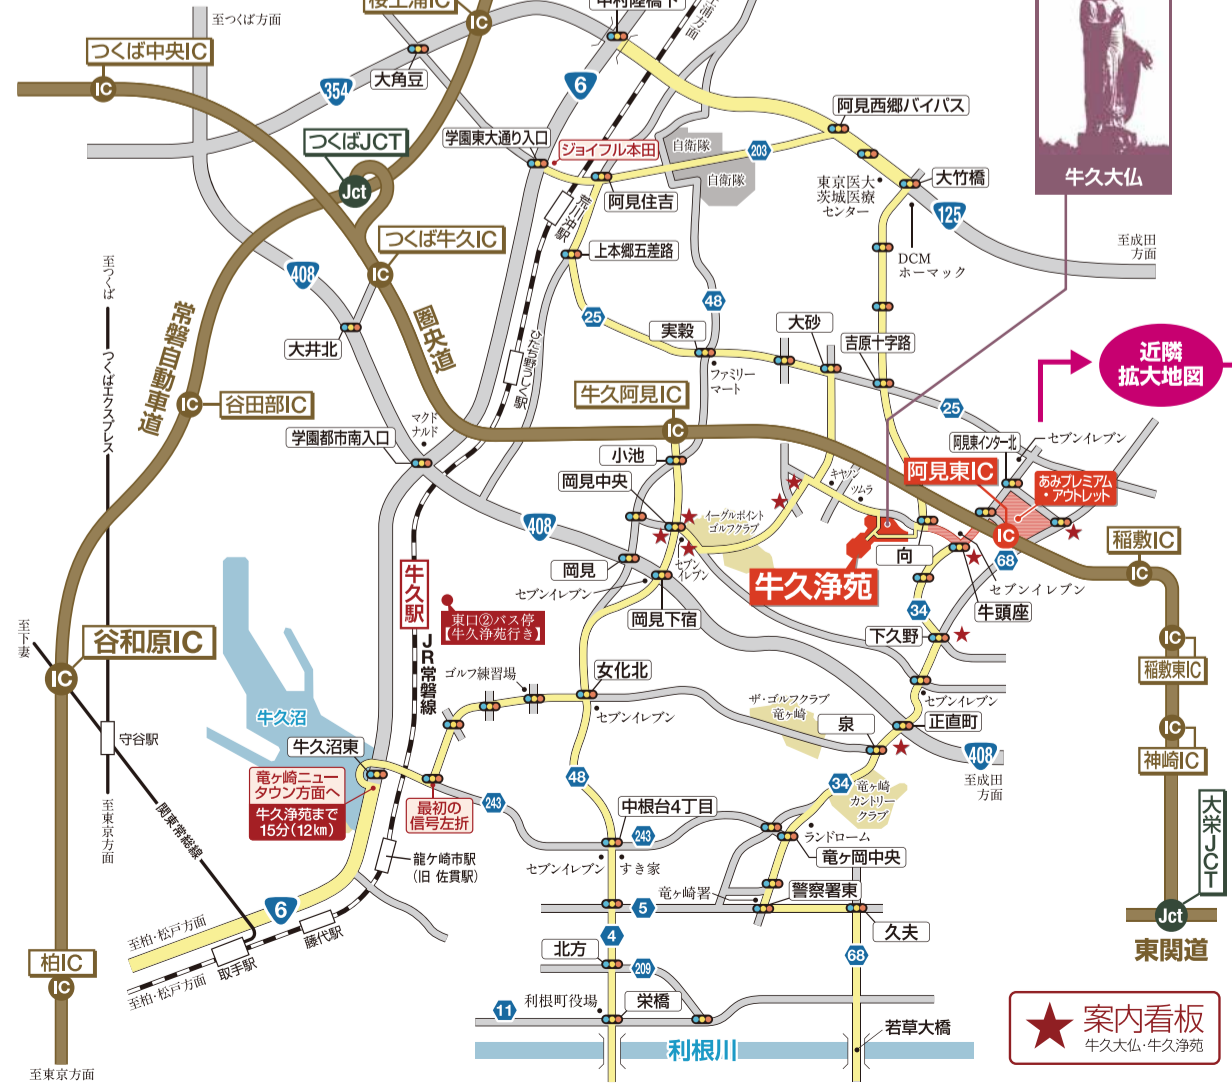 桜土浦IC
中村陸橋下
至つくば方面
つくば中央IC
IC
IC
大角豆
354
6
牛久大仏
阿見西郷バイパス
学園東大通り入口
ジョイフル本田
自衛隊
自衛隊
203
つくばJCT
Jct
阿見住吉
東京医大
茨城医療
センター
大竹橋
125
荒川沖駅
DCM
ホーマック
至成田
方面
つくば牛久IC
IC
上本郷五差路
408
至つくば
48
25
常磐自動車道
圏央道
大井北
ひたち野うしく駅
実穀
大砂
吉原十字路
近隣
拡大地図
ファミリー
マート
つくばエクスプレス
谷田部IC
IC
牛久阿見IC
IC
25
マクド
ナルド
学園都市南入口
小池
阿見東インター北
セブンイレブン
岡見中央
阿見東IC
IC
あみプレミアム
・アウトレット
キヤノン
ツムラ
イーグルポイント
ゴルフクラブ
408
稲敷IC
IC
岡見
セブン
イレブン
向
68
牛久浄苑
セブンイレブン
セブンイレブン
牛久駅
東口②バス停
【牛久浄苑行き】
岡見下宿
34
牛頭座
下久野
至下妻
谷和原IC
IC
JR常磐線
IC
稲敷東IC
ゴルフ練習場
女化北
セブンイレブン
ザ・ゴルフクラブ
竜ヶ崎
セブンイレブン
牛久沼
守谷駅
牛久沼東
泉
正直町
408
至成田
方面
IC
神崎IC
竜ヶ崎ニュー
タウン方面へ
牛久浄苑まで
15分(12㎞)
最初の
信号左折
243
48
34
竜ヶ崎
カントリー
クラブ
中根台4丁目
243
至東京方面
関東常総線
龍ケ崎市駅
(旧 佐貫駅)
セブンイレブン
すき家
ランドローム
竜ヶ岡中央
大栄JCT
Jct
東関道
竜ヶ崎署
警察署東
6
5
久夫
至柏・松戸方面
藤代駅
取手駅
至柏・松戸方面
4
北方
209
68
柏IC
IC
利根町役場
栄橋
11
若草大橋
利根川
案内看板
牛久大仏・牛久浄苑
至東京方面